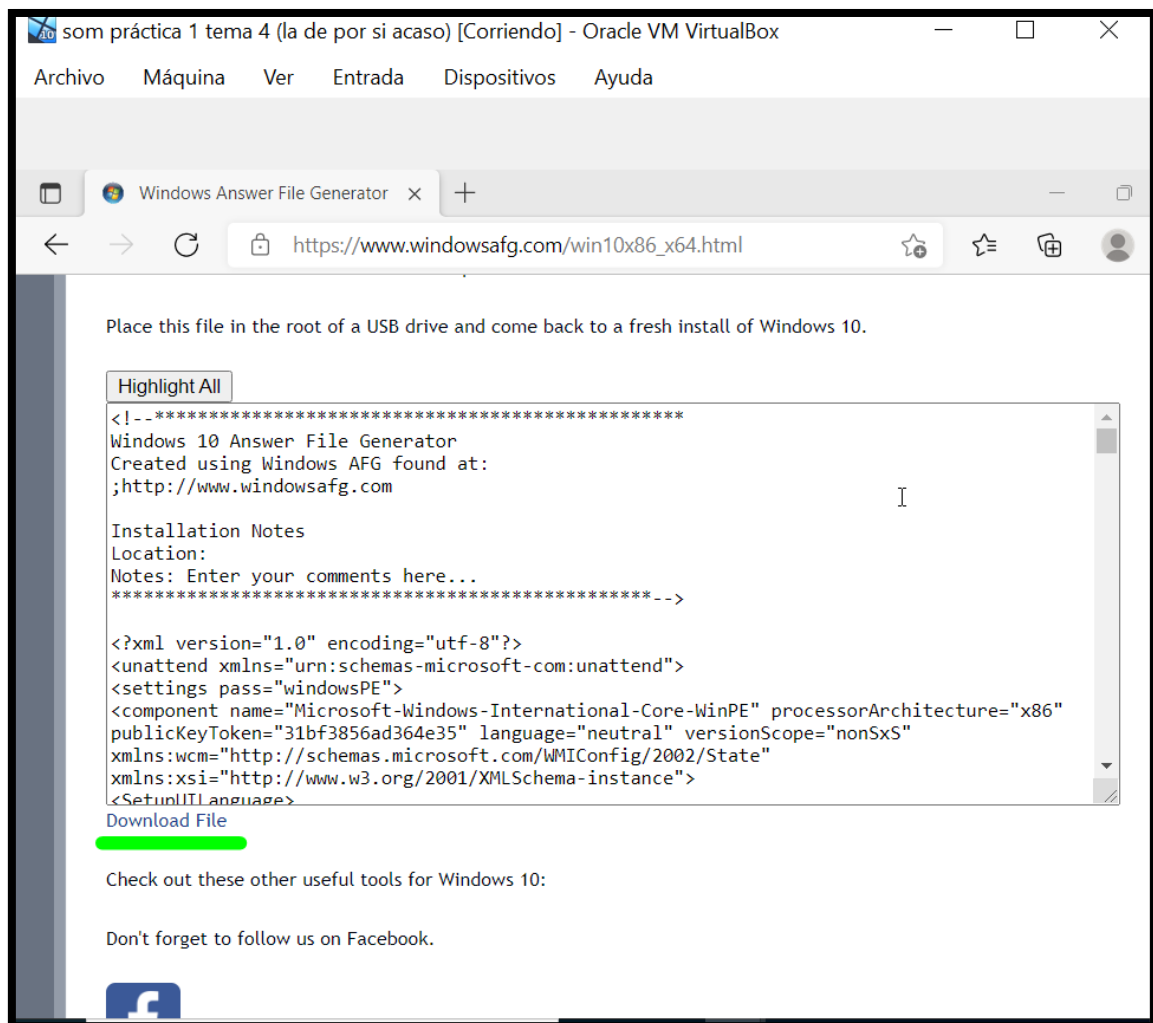 som práctica 1 tema 4 (la de por si acaso) [Corriendo] - Oracle VM VirtualBox
Archivo Máquina Ver Entrada Dispositivos Ayuda
Windows Answer File Generator
https://www.windowsafg.com/win10x86_x64.html
Place this file in the root of a USB drive and come back to a fresh install of Windows 10.
Highlight All
<!--*************************************************
Windows 10 Answer File Generator
Created using Windows AFG found at:
;http://www.windowsafg.com
Installation Notes
Location:
Notes: Enter your comments here...
**************************************************-->
<?xml version="1.0" encoding="utf-8"?>
<unattend xmlns="urn:schemas-microsoft-com:unattend">
<settings pass="windowsPE">
<component name="Microsoft-Windows-International-Core-WinPE" processorArchitecture="x86"
publicKeyToken="31bf3856ad364e35" language="neutral" versionScope="nonSxS"
xmlns:wcm="http://schemas.microsoft.com/WMIConfig/2002/State"
xmlns:xsi="http://www.w3.org/2001/XMLSchema-instance">
<SetupUILanguage>
Download File
Check out these other useful tools for Windows 10:
Don't forget to follow us on Facebook.